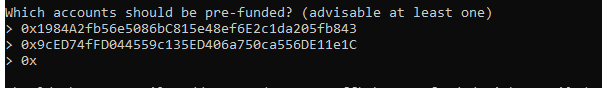 Which accounts should be pre-funded? (advisable at least one)
> 0x1984A2fb56e5086bC815e48ef6E2c1da205fb843
> 0x9cED74fFD044559c135ED406a750ca556DE11e1C
> 0x